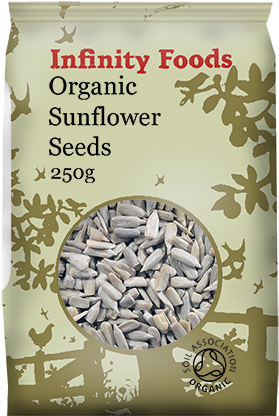 Infinity Foods
Organic
Sunflower
Seeds
250g
SOIL ASSOCIATION
ORGANIC